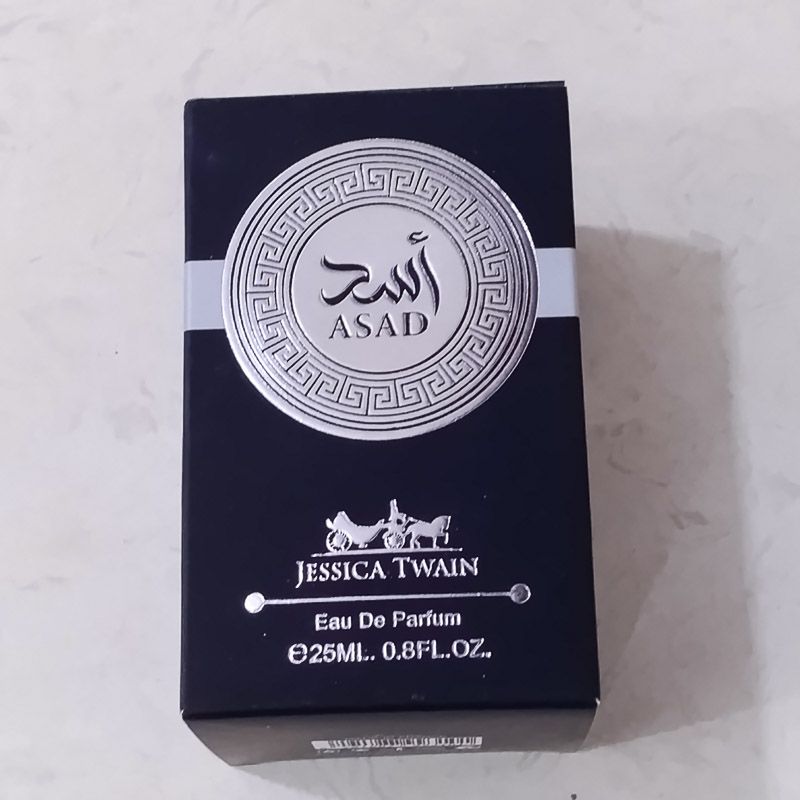 أسد
ASAD
JESSICA TWAIN
Eau De Parfum
℮25ML. 0.8FL.OZ.